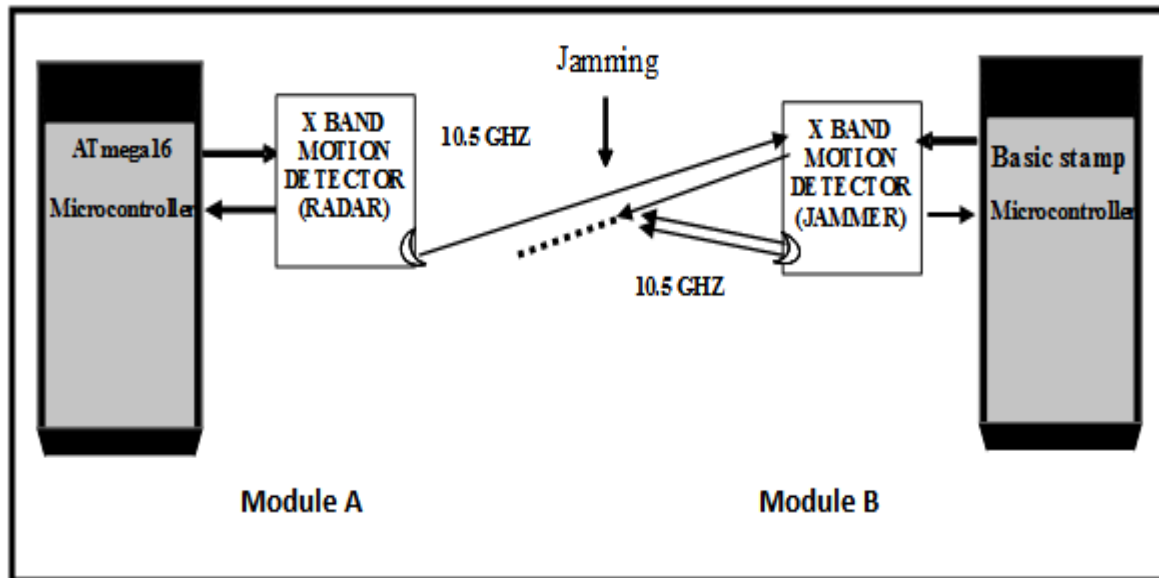 Jamming
ATmega16
Microcontroller
X BAND
MOTION
DETECTOR
(RADAR)
10.5 GHZ
X BAND
MOTION
DETECTOR
(JAMMER)
Basic stamp
Microcontroller
10.5 GHZ
Module A
Module B